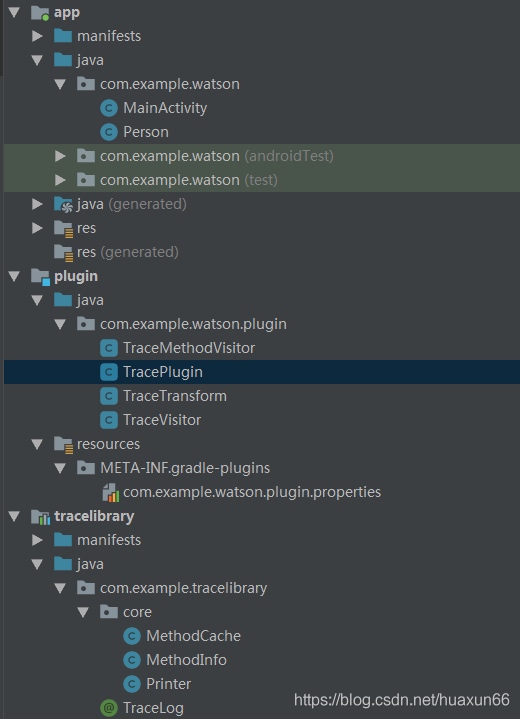 app
manifests
java
com.example.watson
MainActivity
Person
com.example.watson (androidTest)
com.example.watson (test)
java (generated)
res
res (generated)
plugin
java
com.example.watson.plugin
TraceMethodVisitor
TracePlugin
TraceTransform
TraceVisitor
resources
META-INF.gradle-plugins
com.example.watson.plugin.properties
tracelibrary
manifests
java
com.example.tracelibrary
core
MethodCache
MethodInfo
Printer
TraceLog
https://blog.csdn.net/huaxun66